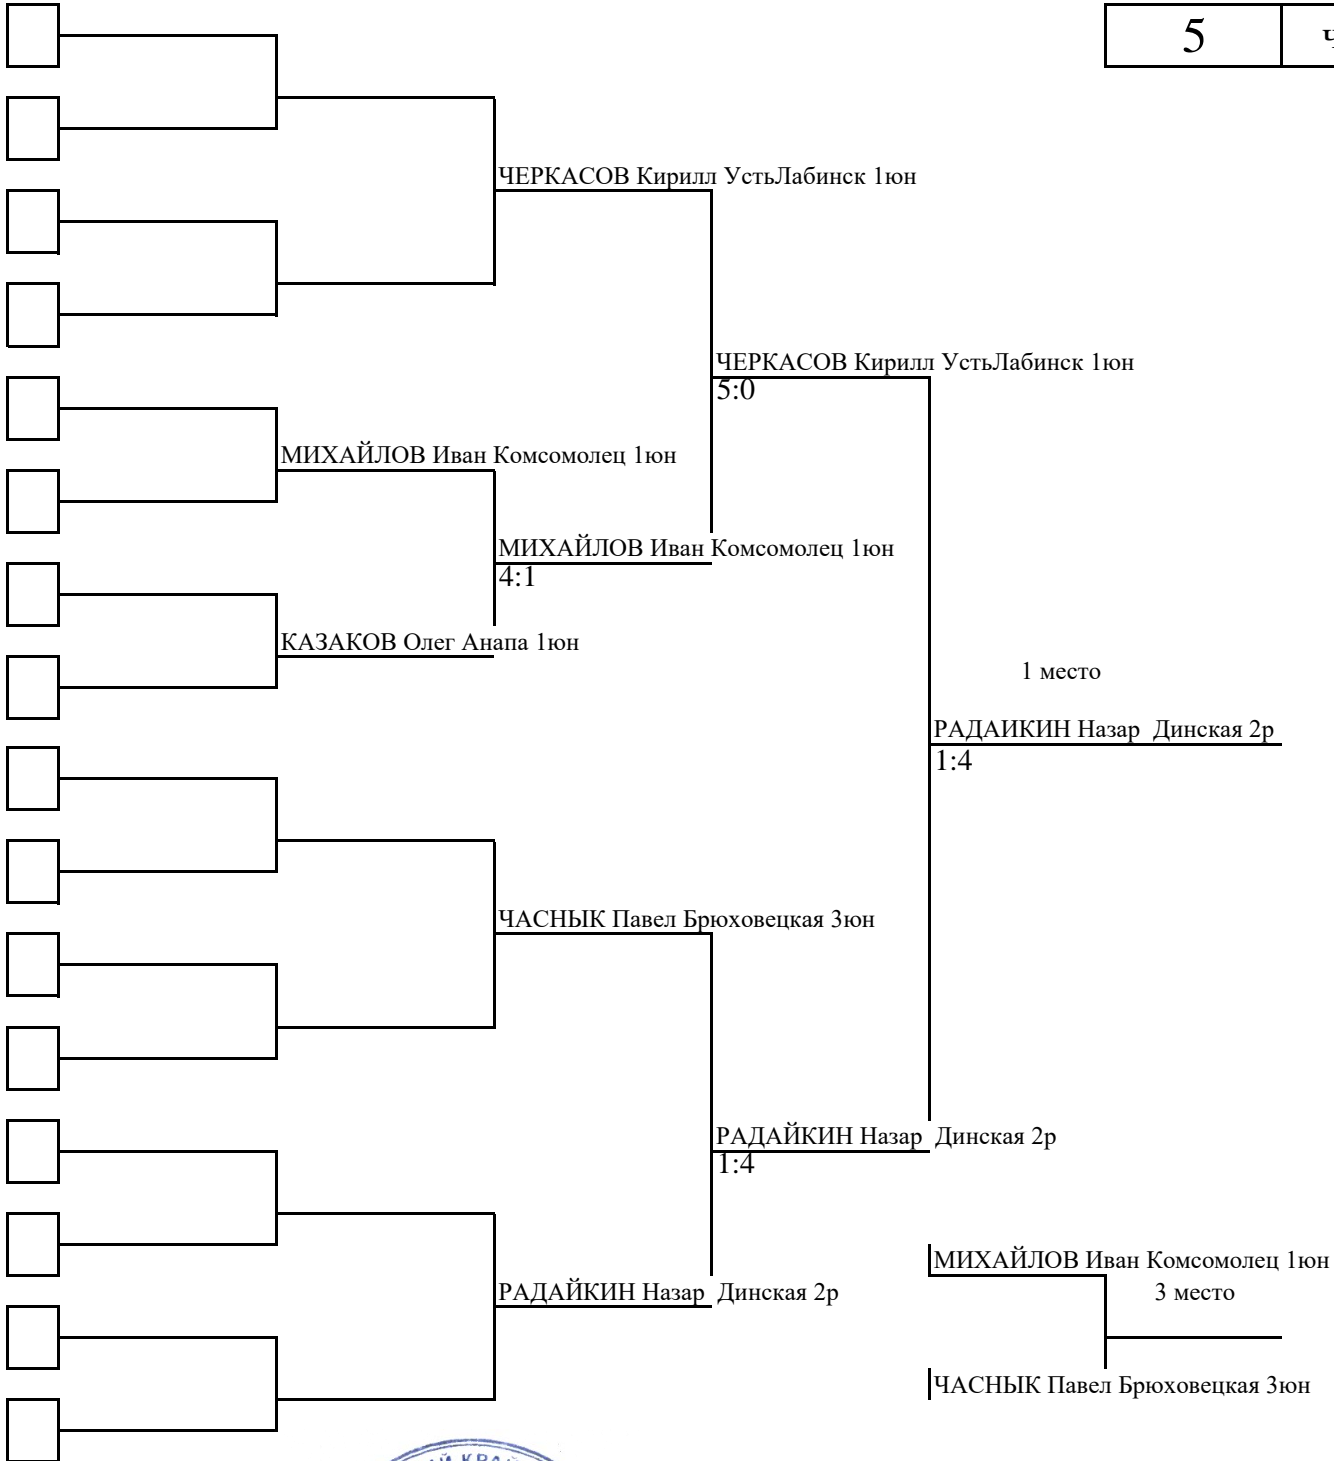 5
ЧЕРКАСОВ Кирилл УстьЛабинск 1юн
ЧЕРКАСОВ Кирилл УстьЛабинск 1юн
5:0
МИХАЙЛОВ Иван Комсомолец 1юн
МИХАЙЛОВ Иван Комсомолец 1юн
4:1
КАЗАКОВ Олег Анапа 1юн
1 место
РАДАЙКИН Назар Динская 2р
1:4
ЧАСНЫК Павел Брюховецкая 3юн
РАДАЙКИН Назар Динская 2р
1:4
МИХАЙЛОВ Иван Комсомолец 1юн
РАДАЙКИН Назар Динская 2р
3 место
ЧАСНЫК Павел Брюховецкая 3юн